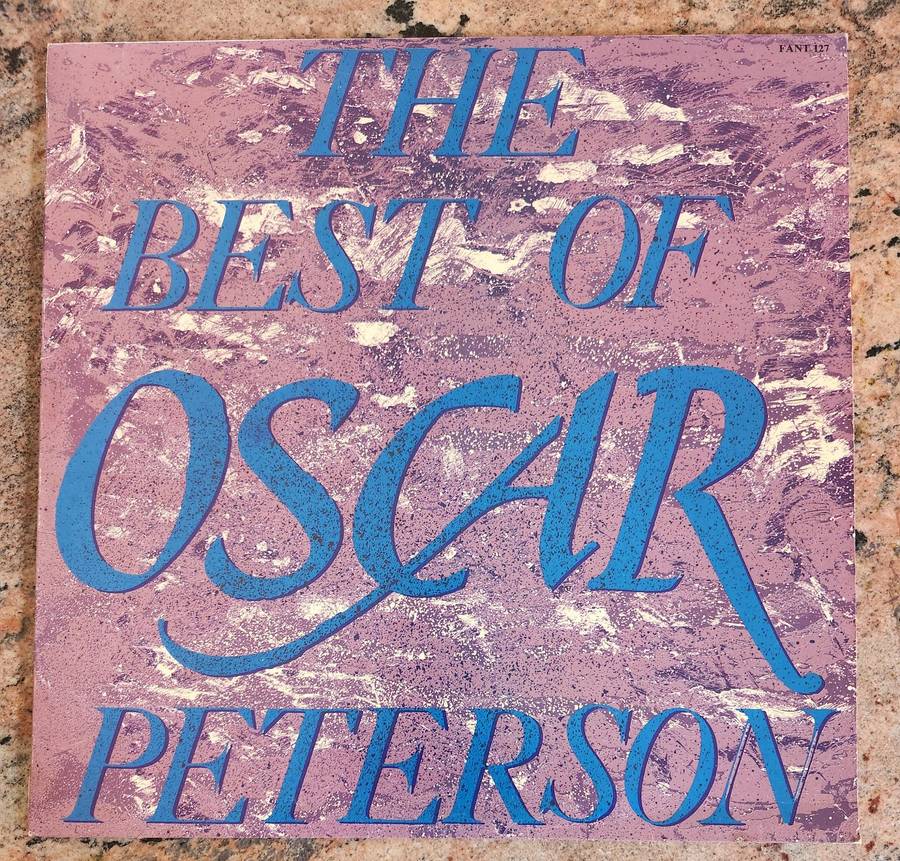 FANT 127
THE
BEST OF
OSCAR
PETERSON